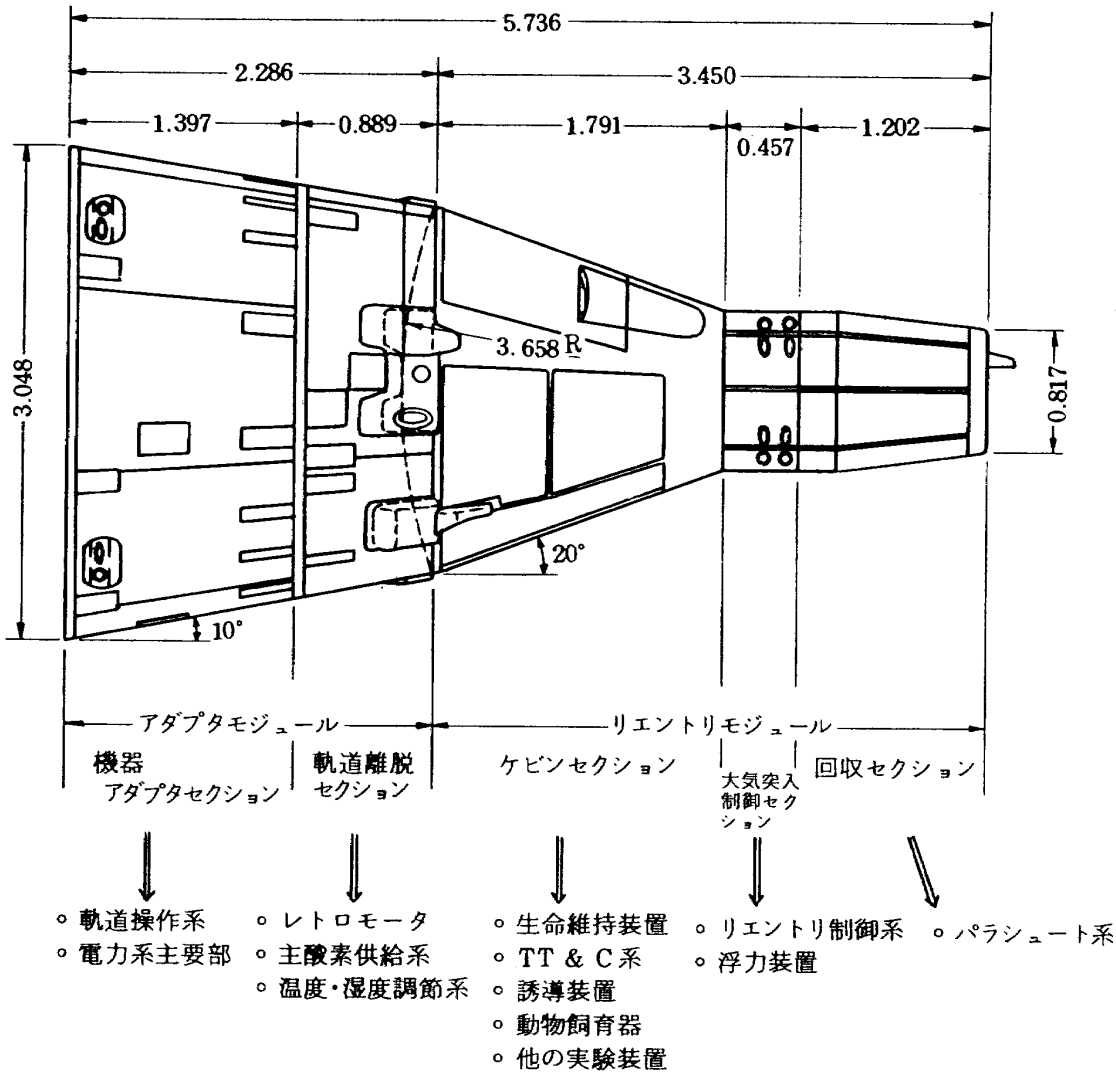 5.736
2.286
3.450
1.397
0.889
1.791
0.457
1.202
3.048
3.658 R
0.817
20°
10°
アダプタモジュール
リエントリモジュール
機器
アダプタセクション
軌道離脱
セクション
ケビンセクション
大気突入
制御セク
ション
回収セクション
◦ 軌道操作系
◦ 電力系主要部
◦ レトロモータ
◦ 主酸素供給系
◦ 温度・湿度調節系
◦ 生命維持装置
◦ TT & C系
◦ 誘導装置
◦ 動物飼育器
◦ 他の実験装置
◦ リエントリ制御系
◦ 浮力装置
◦ パラシュート系